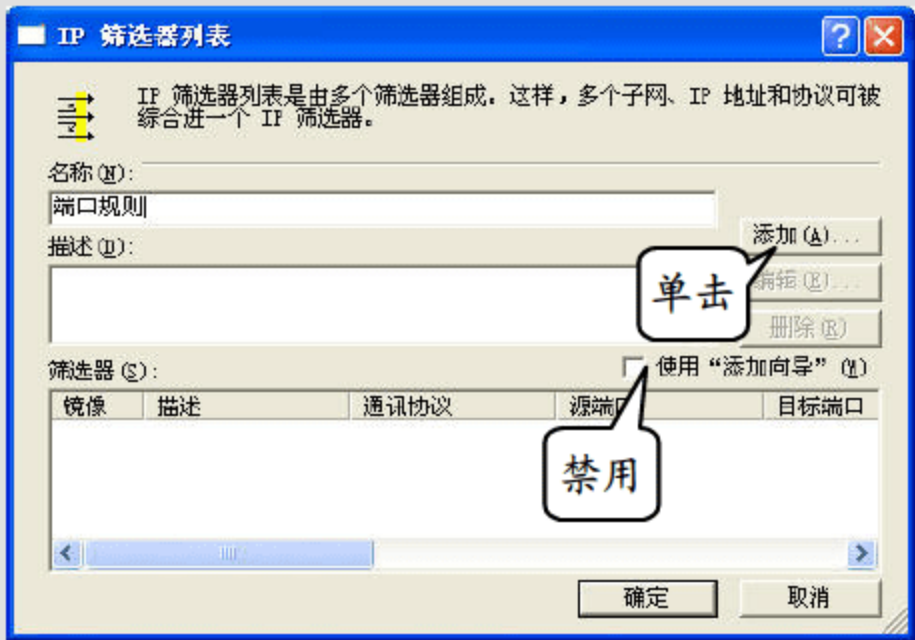 IP 筛选器列表
IP 筛选器列表是由多个筛选器组成。这样，多个子网、IP 地址和协议可被
综合进一个 IP 筛选器。
名称(N):
端口规则
添加(A)...
描述(D):
单击
编辑(E)...
删除(R)
筛选器(S):
使用“添加向导”(W)
镜像 描述 通讯协议 源端口 目标端口
禁用
确定 取消